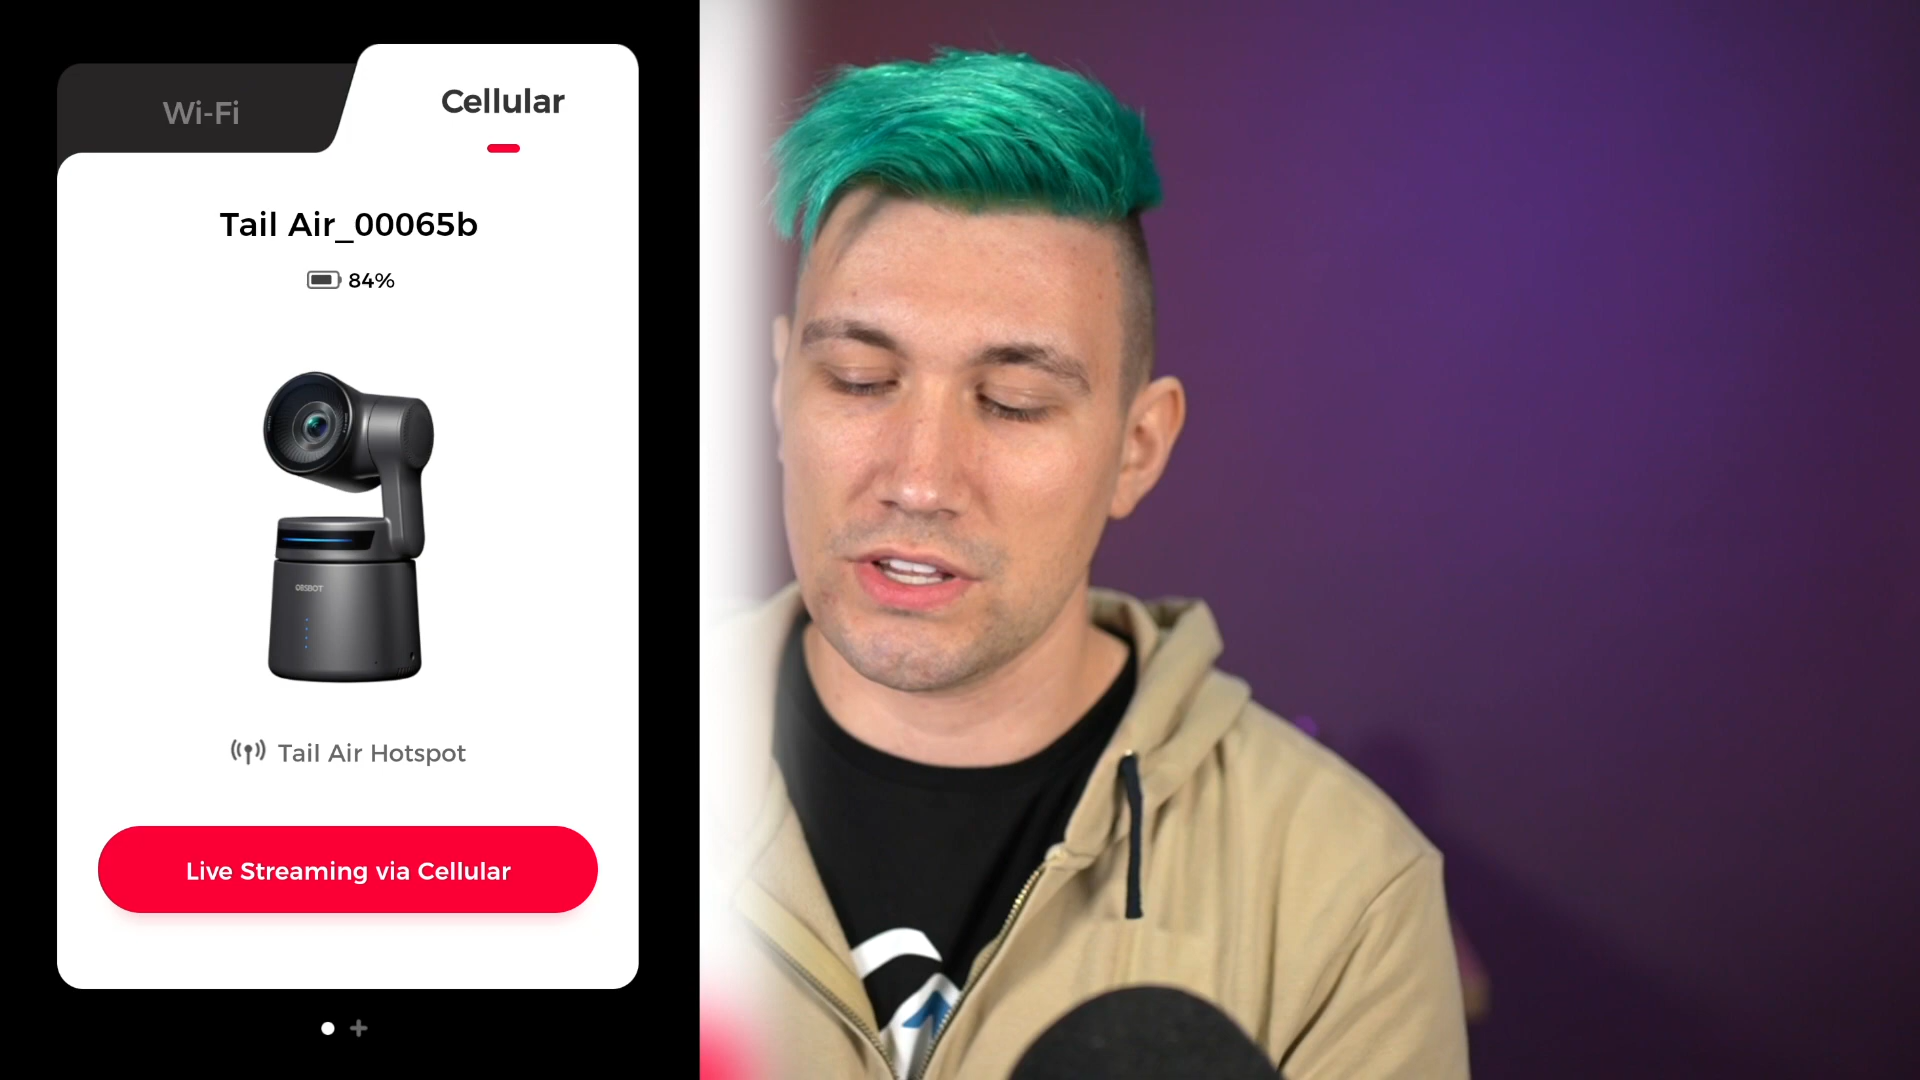 Wi-Fi
Cellular
Tail Air_00065b
84%
OBSBOT
Tail Air Hotspot
Live Streaming via Cellular